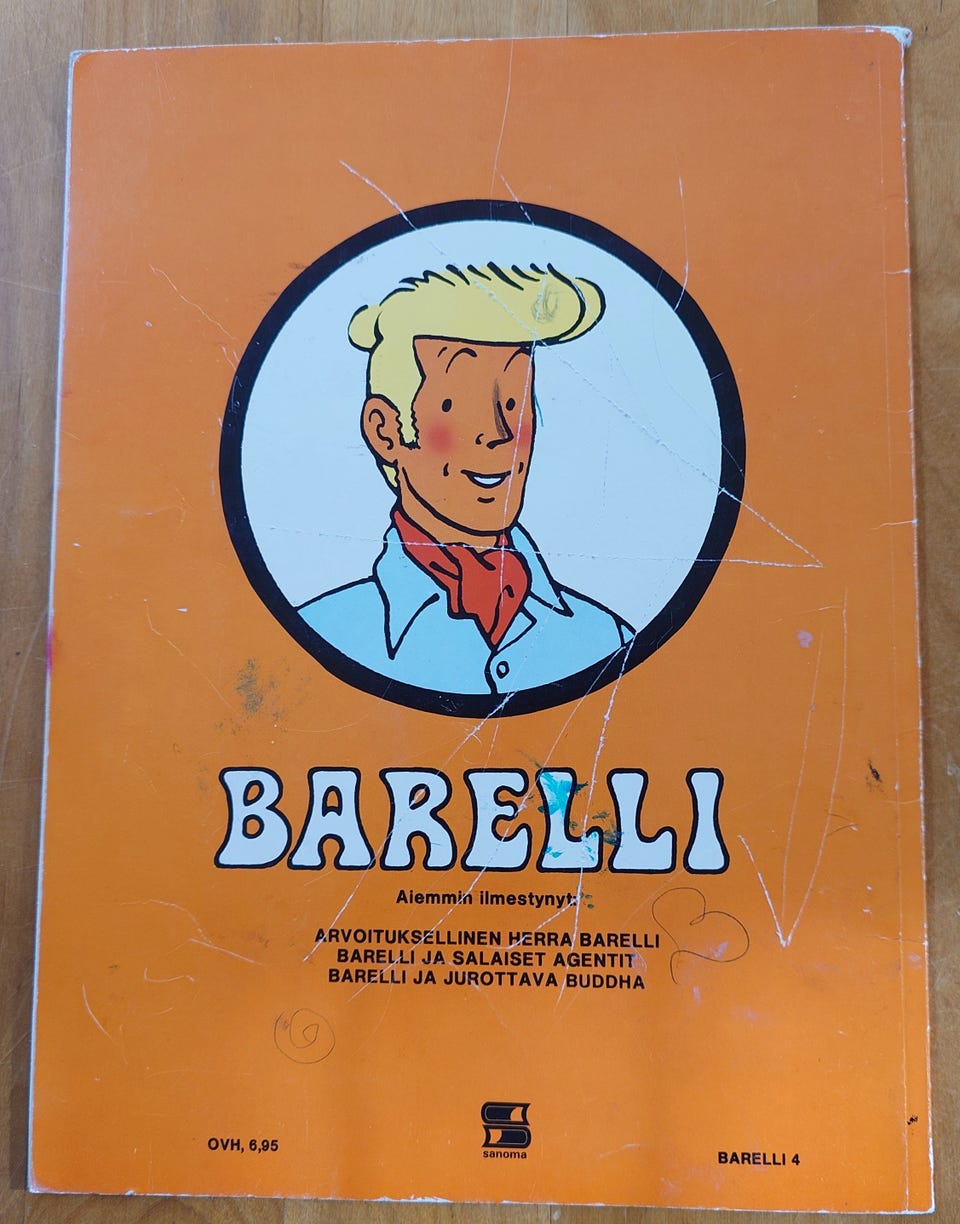 BARELLI
Aiemmin ilmestynyt:
ARVOITUKSELLINEN HERRA BARELLI
BARELLI JA SALAISET AGENTIT
BARELLI JA JUROTTAVA BUDDHA
sanoma
OVH, 6,95
BARELLI 4